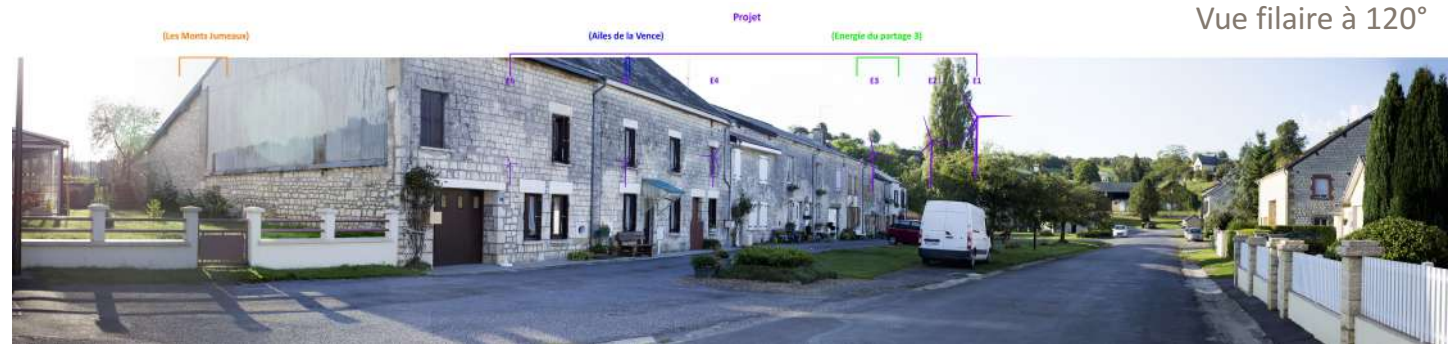 Vue filaire à 120°
Projet
(Les Monts Jumeaux)
(Ailes de la Vence)
(Energie du partage 3)
E6
E4
E3
E2
E1